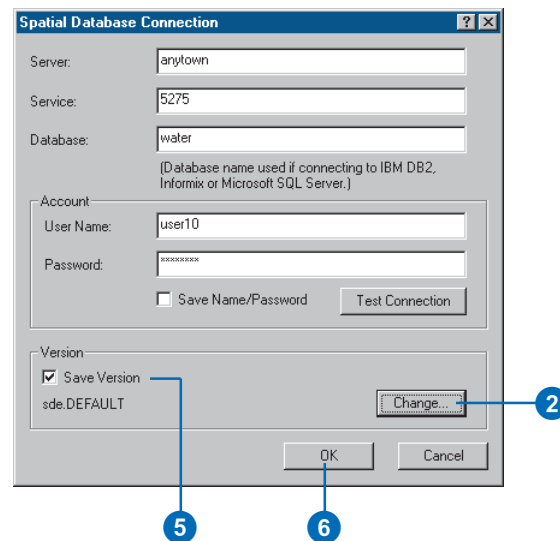 Spatial Database Connection
Server: anytown
Service: 5275
Database: water
(Database name used if connecting to IBM DB2,
Informix or Microsoft SQL Server.)
Account
User Name: user10
Password: ********
Save Name/Password Test Connection
Version
Save Version
sde.DEFAULT Change... 2
OK Cancel
5 6